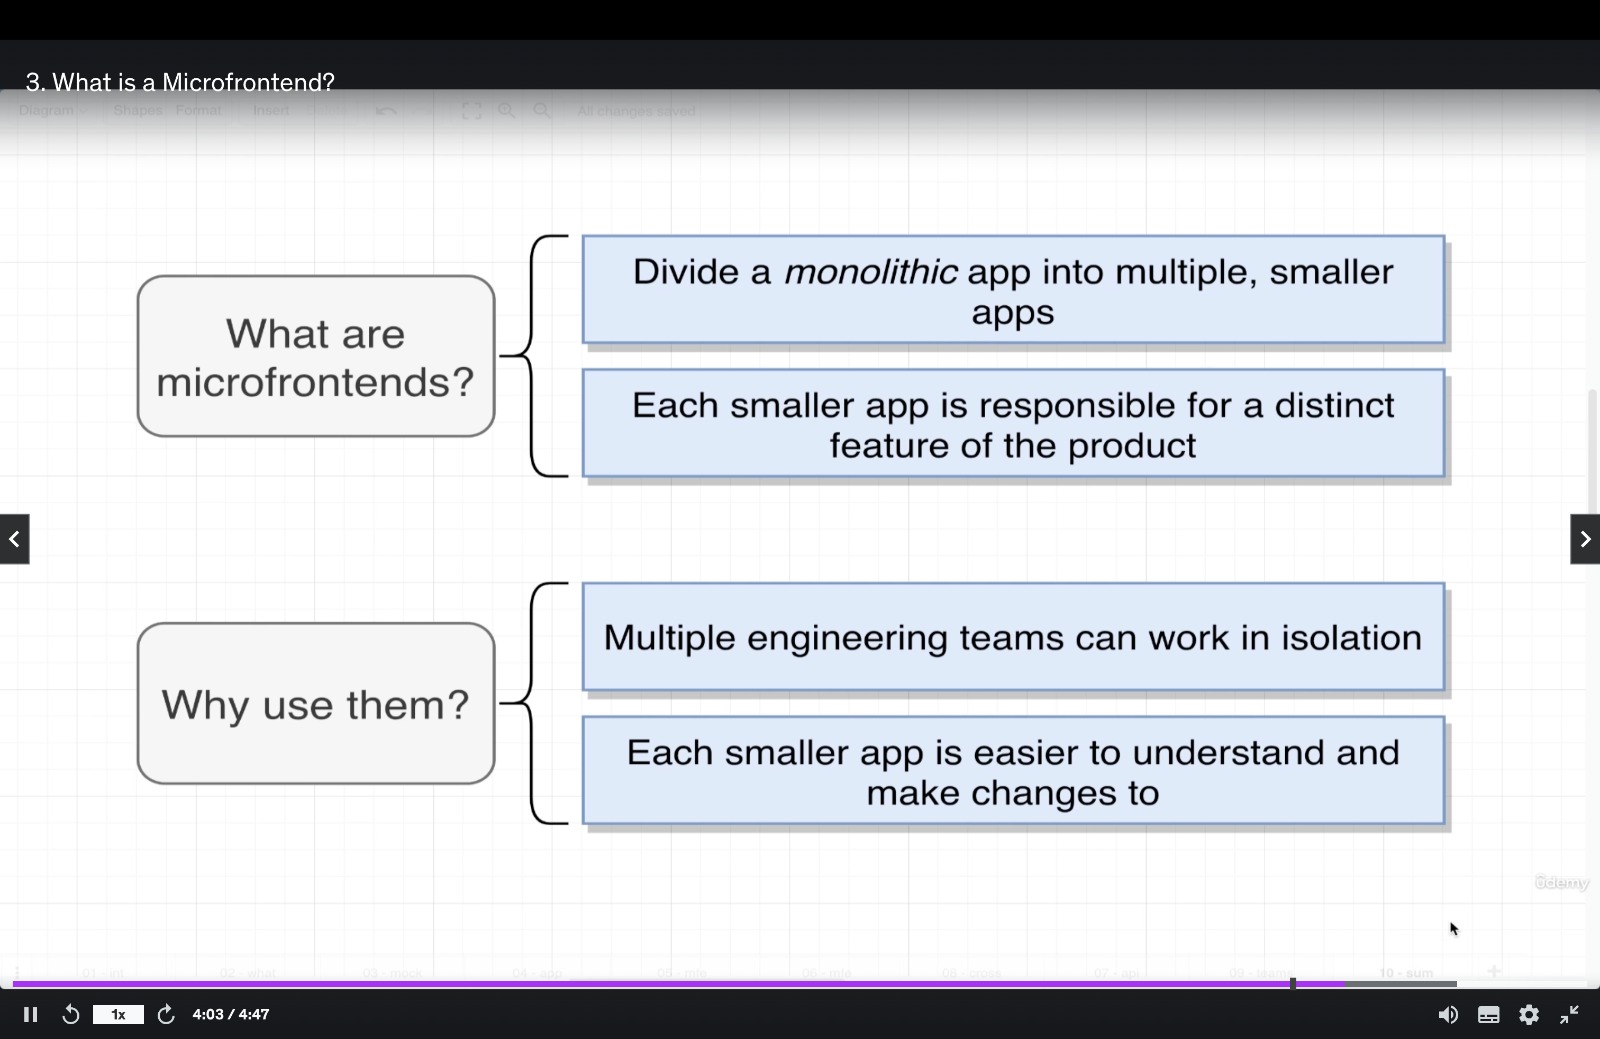 3. What is a Microfrontend?
Diagram Shapes Format Insert All changes saved
What are
microfrontends?
Divide a monolithic app into multiple, smaller
apps
Each smaller app is responsible for a distinct
feature of the product
Why use them?
Multiple engineering teams can work in isolation
Each smaller app is easier to understand and
make changes to
ûdemy
01 - int 02 - what 03 - mock 04 - app 05 - mfe 06 - mfe 08 - cross 07 - api 09 - teams 10 - sum
1x 4:03 / 4:47